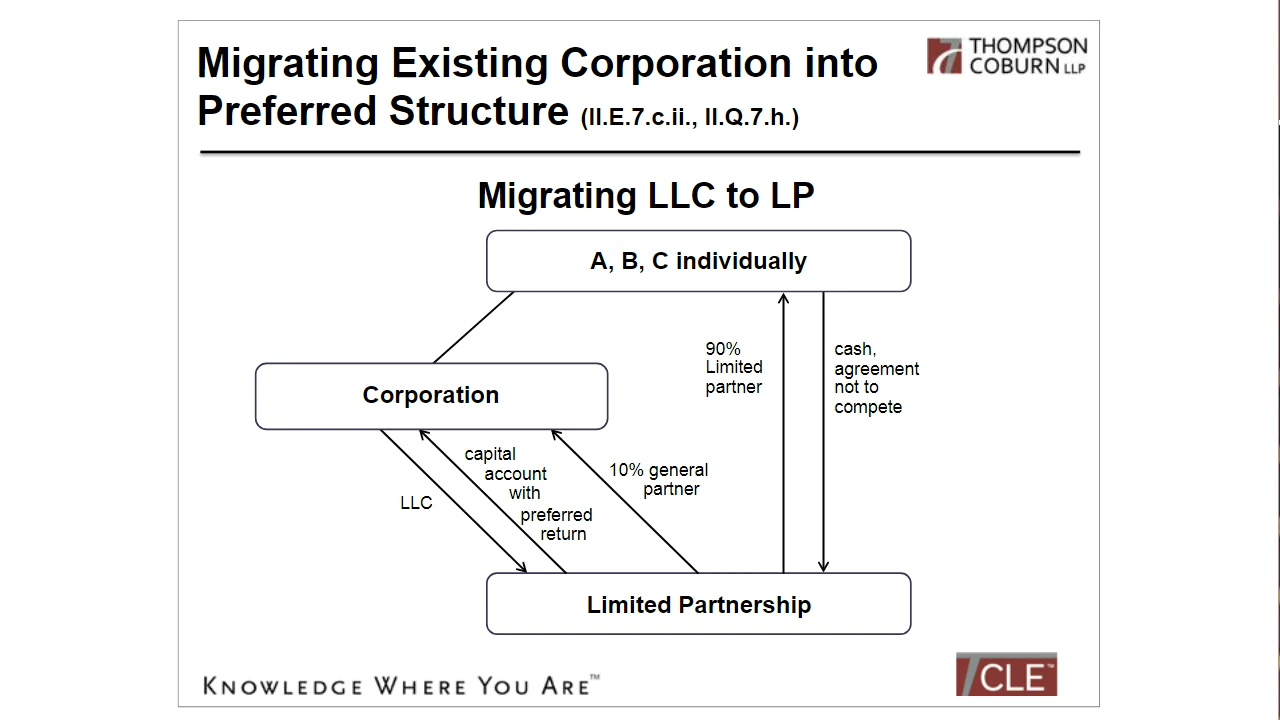 Migrating Existing Corporation into
Preferred Structure (II.E.7.c.ii., II.Q.7.h.)
THOMPSON
COBURN LLP
Migrating LLC to LP
A, B, C individually
90%
Limited
partner
cash,
agreement
not to
compete
Corporation
capital
account
with
preferred
return
10% general
partner
LLC
Limited Partnership
KNOWLEDGE WHERE YOU ARE™
CLE™